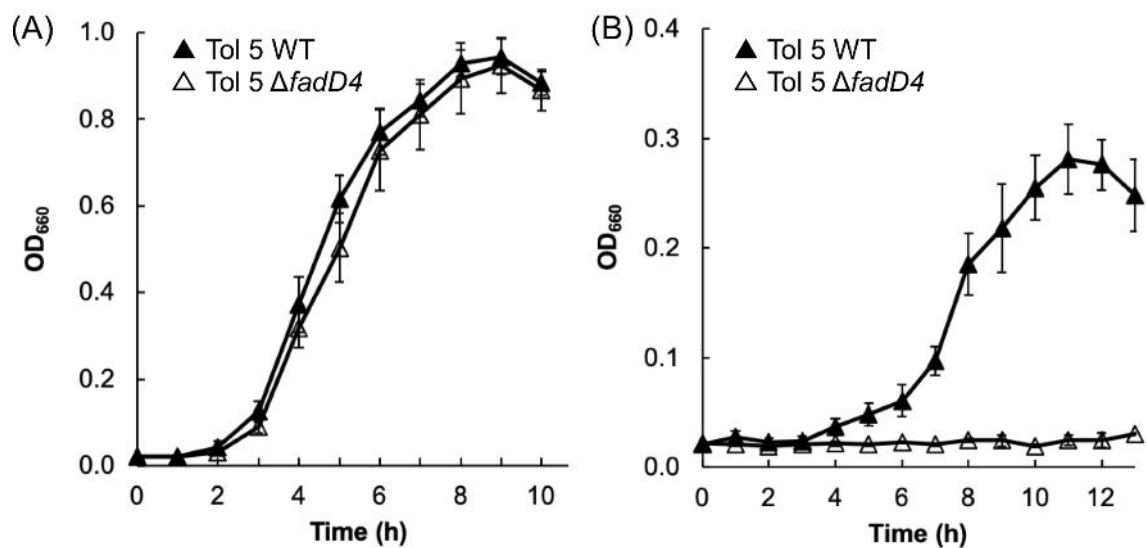 (A)
▲ Tol 5 WT
△ Tol 5 ΔfadD4
OD660
1.0
0.8
0.6
0.4
0.2
0.0
0 2 4 6 8 10
Time (h)
(B)
▲ Tol 5 WT
△ Tol 5 ΔfadD4
OD660
0.4
0.3
0.2
0.1
0.0
0 2 4 6 8 10 12
Time (h)